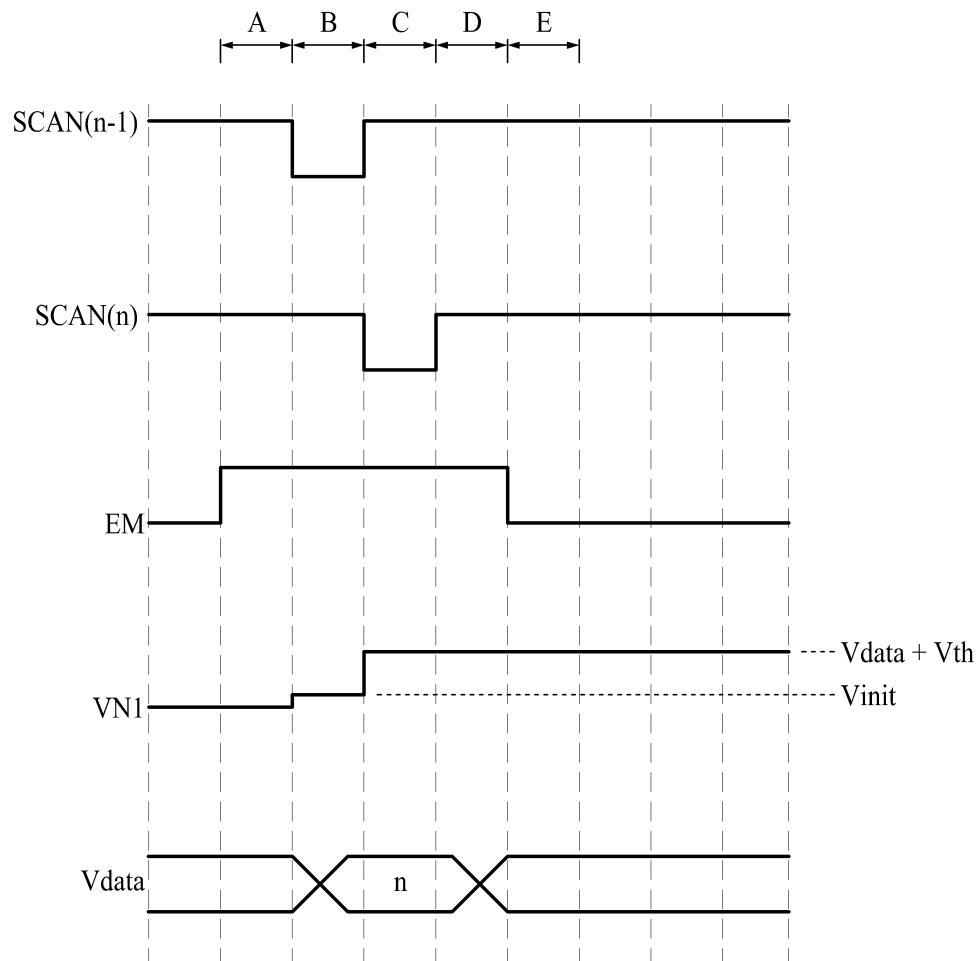 A B C D E
SCAN(n-1)
SCAN(n)
EM
Vdata + Vth
Vinit
VN1
Vdata n